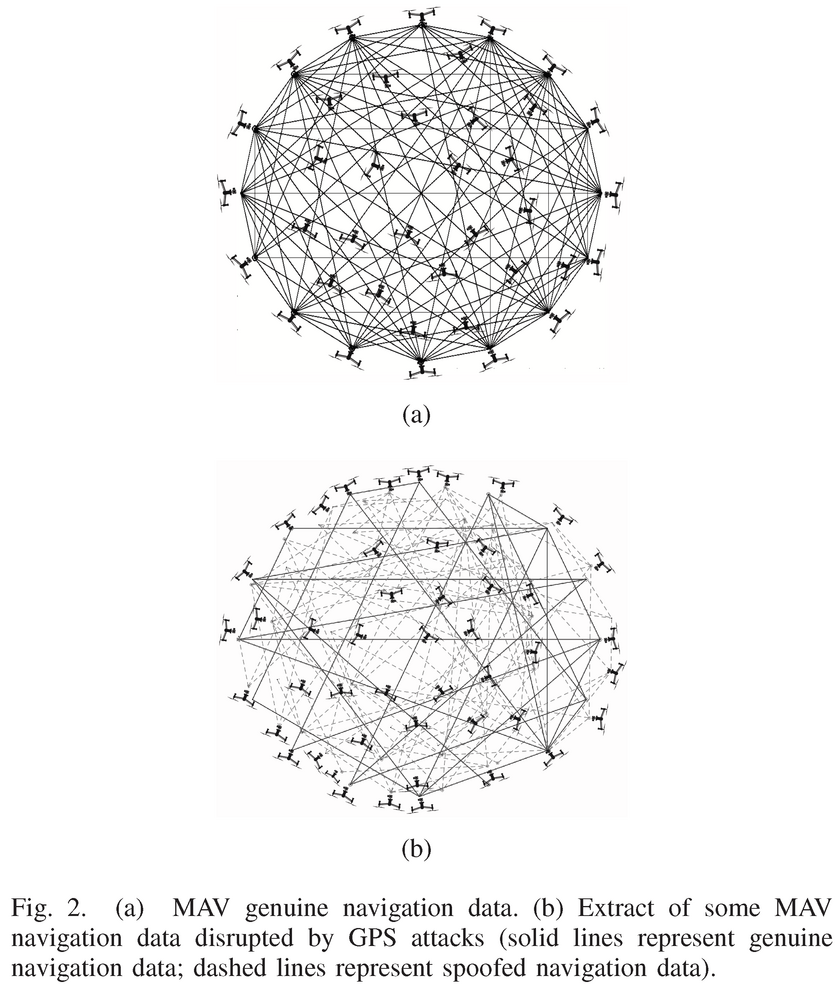 (a)
(b)
Fig. 2. (a) MAV genuine navigation data. (b) Extract of some MAV
navigation data disrupted by GPS attacks (solid lines represent genuine
navigation data; dashed lines represent spoofed navigation data).